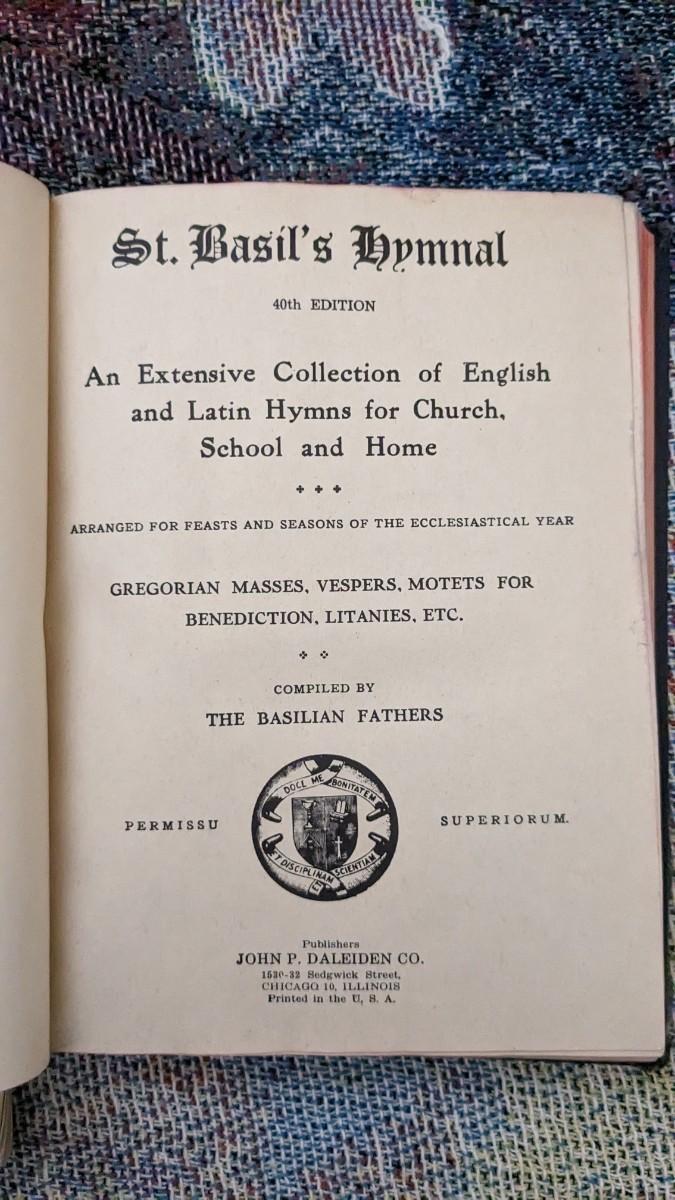 St. Basil's Hymnal
40th EDITION
An Extensive Collection of English
and Latin Hymns for Church,
School and Home
ARRANGED FOR FEASTS AND SEASONS OF THE ECCLESIASTICAL YEAR
GREGORIAN MASSES, VESPERS, MOTETS FOR
BENEDICTION, LITANIES, ETC.
COMPILED BY
THE BASILIAN FATHERS
DOCE ME BONITATEM
ET DISCIPLINAM ET SCIENTIAM
PERMISSU SUPERIORUM.
Publishers
JOHN P. DALEIDEN CO.
1530-32 Sedgwick Street,
CHICAGO 10, ILLINOIS
Printed in the U. S. A.